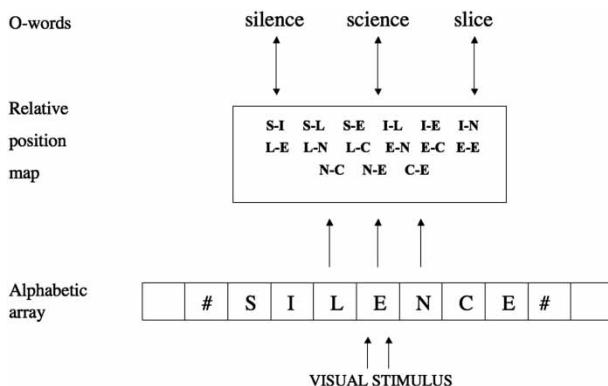 O-words silence science slice
Relative
position
map
S-I S-L S-E I-L I-E I-N
L-E L-N L-C E-N E-C E-E
N-C N-E C-E
Alphabetic
array
# S I L E N C E #
VISUAL STIMULUS